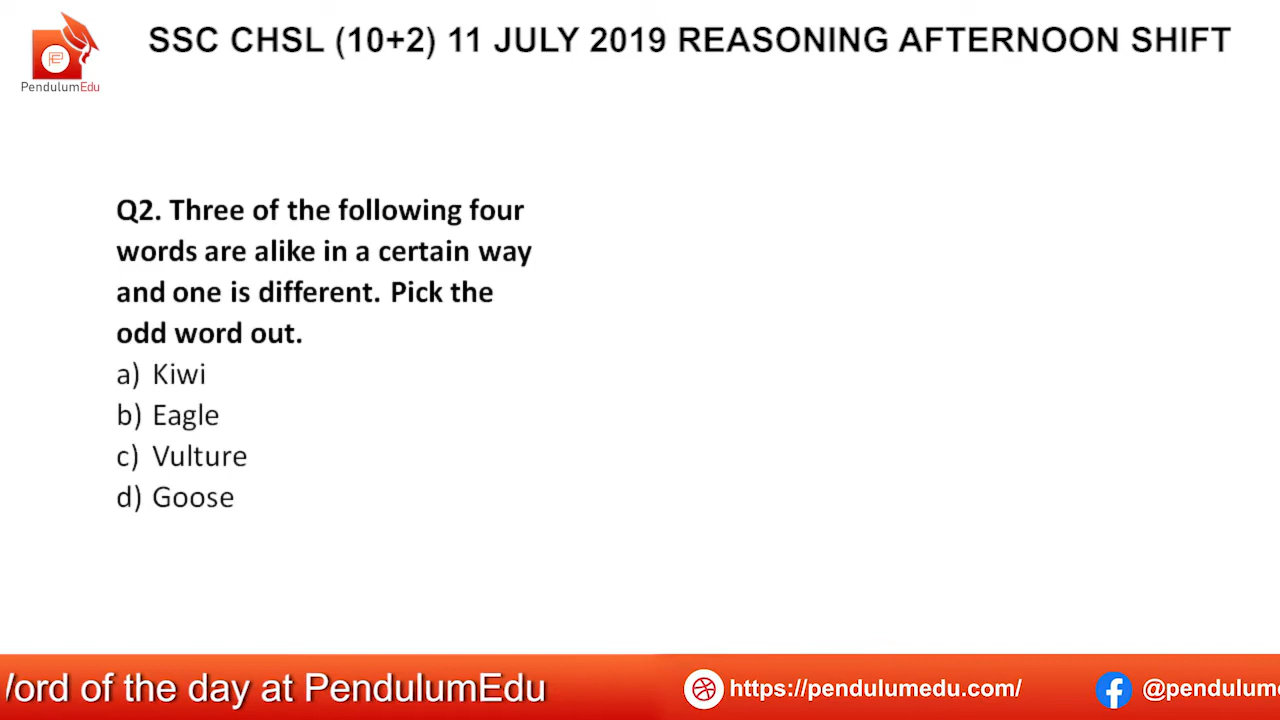 SSC CHSL (10+2) 11 JULY 2019 REASONING AFTERNOON SHIFT
PendulumEdu
Q2. Three of the following four
words are alike in a certain way
and one is different. Pick the
odd word out.
a) Kiwi
b) Eagle
c) Vulture
d) Goose
of the day at PendulumEdu
https://pendulumedu.com/